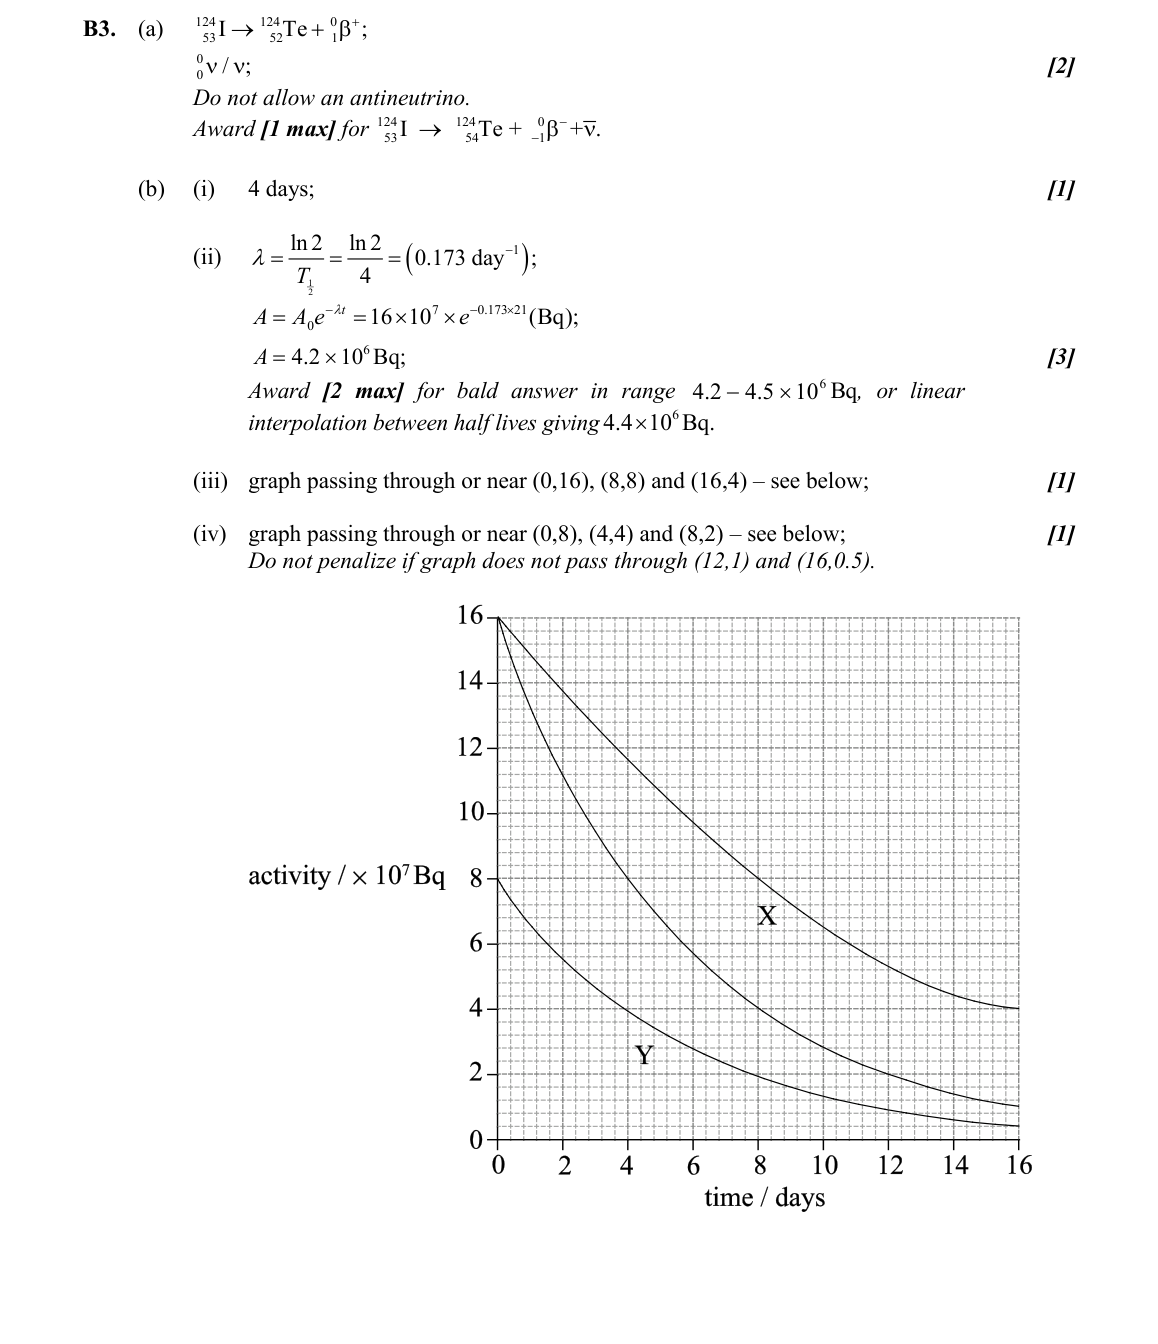 B3. (a) ¹²⁴₅₃I → ¹²⁴₅₂Te + ⁰₁β⁺;
⁰₀ν / ν; [2]
Do not allow an antineutrino.
Award [1 max] for ¹²⁴₅₃I → ¹²⁴₅₄Te + ⁰₋₁β⁻ + ν̅.
(b) (i) 4 days; [1]
(ii) λ = ln 2 / T_½ = ln 2 / 4 = (0.173 day⁻¹);
A = A₀e^(−λt) = 16×10⁷ × e^(−0.173×21) (Bq);
A = 4.2 × 10⁶ Bq; [3]
Award [2 max] for bald answer in range 4.2 – 4.5 × 10⁶ Bq, or linear
interpolation between half lives giving 4.4×10⁶ Bq.
(iii) graph passing through or near (0,16), (8,8) and (16,4) – see below; [1]
(iv) graph passing through or near (0,8), (4,4) and (8,2) – see below; [1]
Do not penalize if graph does not pass through (12,1) and (16,0.5).
16
14
12
10
activity / × 10⁷ Bq 8
X
6
4
Y
2
0
0 2 4 6 8 10 12 14 16
time / days